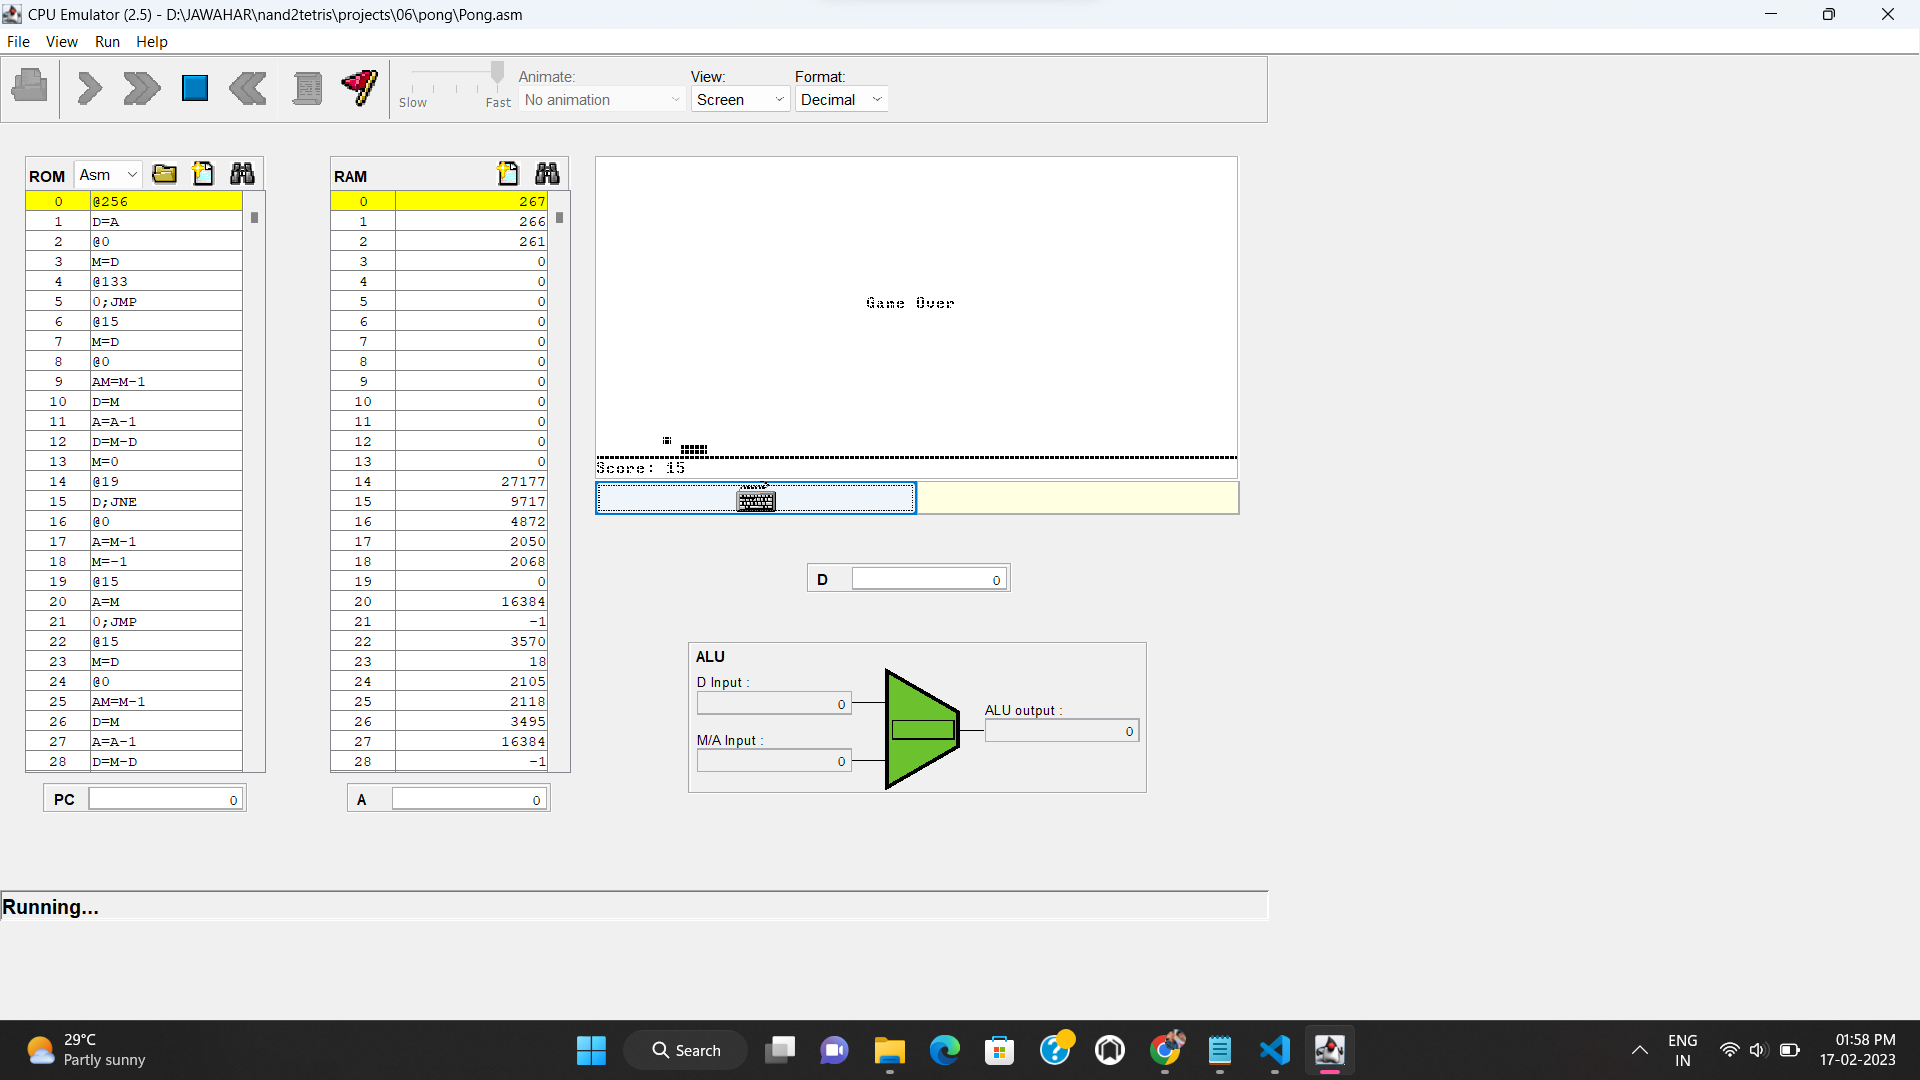 CPU Emulator (2.5) - D:\JAWAHAR\nand2tetris\projects\06\pong\Pong.asm
File View Run Help
Slow Fast
Animate:
No animation
View:
Screen
Format:
Decimal
ROM Asm
0 @256
1 D=A
2 @0
3 M=D
4 @133
5 0;JMP
6 @15
7 M=D
8 @0
9 AM=M-1
10 D=M
11 A=A-1
12 D=M-D
13 M=0
14 @19
15 D;JNE
16 @0
17 A=M-1
18 M=-1
19 @15
20 A=M
21 0;JMP
22 @15
23 M=D
24 @0
25 AM=M-1
26 D=M
27 A=A-1
28 D=M-D
PC 0
RAM
0 267
1 266
2 261
3 0
4 0
5 0
6 0
7 0
8 0
9 0
10 0
11 0
12 0
13 0
14 27177
15 9717
16 4872
17 2050
18 2068
19 0
20 16384
21 -1
22 3570
23 18
24 2105
25 2118
26 3495
27 16384
28 -1
A 0
Game Over
Score: 15
D 0
ALU
D Input :
0
M/A Input :
0
ALU output :
0
Running...
29°C
Partly sunny
Search
ENG
IN
01:58 PM
17-02-2023